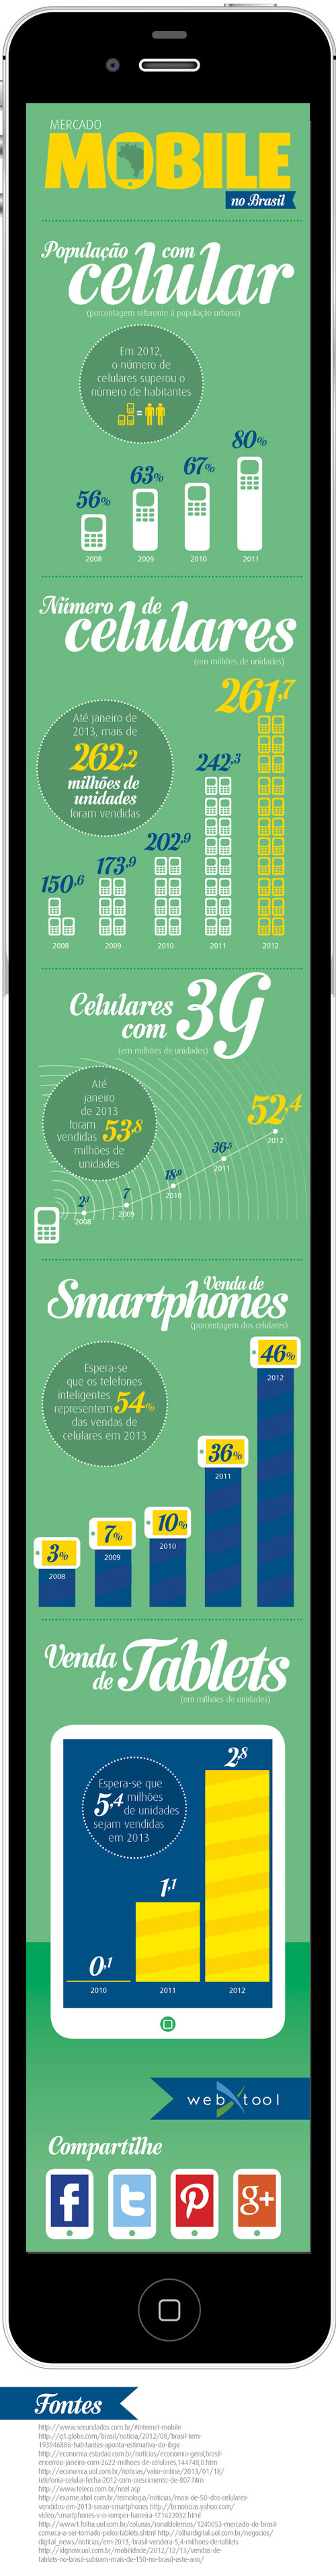 MERCADO
MOBILE
no Brasil
População com
celular
(porcentagem referente à população urbana)
Em 2012,
o número de
celulares superou o
número de habitantes
=
56%
63%
67%
80%
2008
2009
2010
2011
Número de
celulares
(em milhões de unidades)
Até janeiro de
2013, mais de
262,2
milhões de
unidades
foram vendidas
150,6
173,9
202,9
242,3
261,7
2008
2009
2010
2011
2012
Celulares
com 3G
(em milhões de unidades)
Até
janeiro
de 2013
foram
vendidas 53,8
milhões de
unidades
2,1
2008
7
2009
18,9
2010
36,5
2011
52,4
2012
Venda de
Smartphones
(porcentagem dos celulares)
Espera-se
que os telefones
inteligentes
representem 54%
das vendas de
celulares em 2013
3%
2008
7%
2009
10%
2010
36%
2011
46%
2012
Venda
de Tablets
(em milhões de unidades)
Espera-se que
5,4 milhões
de unidades
sejam vendidas
em 2013
0,1
1,1
2,8
2010
2011
2012
webtool
Compartilhe
f
t
P
g+
Fontes
http://www.secundados.com.br/#internet-mobile
http://g1.globo.com/brasil/noticia/2012/08/brasil-tem-
193946886-habitantes-aponta-estimativa-do-ibge
http://economia.estadao.com.br/noticias/economia-geral,brasil-
encerrou-janeiro-com-2622-milhoes-de-celulares,144748,0.htm
http://economia.uol.com.br/noticias/valor-online/2013/01/18/
telefonia-celular-fecha-2012-com-crescimento-de-807.htm
http://www.teleco.com.br/ncel.asp
http://exame.abril.com.br/tecnologia/noticias/mais-de-50-dos-celulares-
vendidos-em-2013-serao-smartphones http://br.noticias.yahoo.com/
video/smartphones-v-o-romper-barreira-171622032.html
http://www1.folha.uol.com.br/colunas/ronaldolemos/1240053-mercado-do-brasil-
comeca-a-ser-tomado-pelos-tablets.shtml http://olhardigital.uol.com.br/negocios/
digital_news/noticias/em-2013,-brasil-vendera-5,4-milhoes-de-tablets
http://idgnow.uol.com.br/mobilidade/2012/12/13/vendas-de-
tablets-no-brasil-subiram-mais-de-150-no-brasil-este-ano/